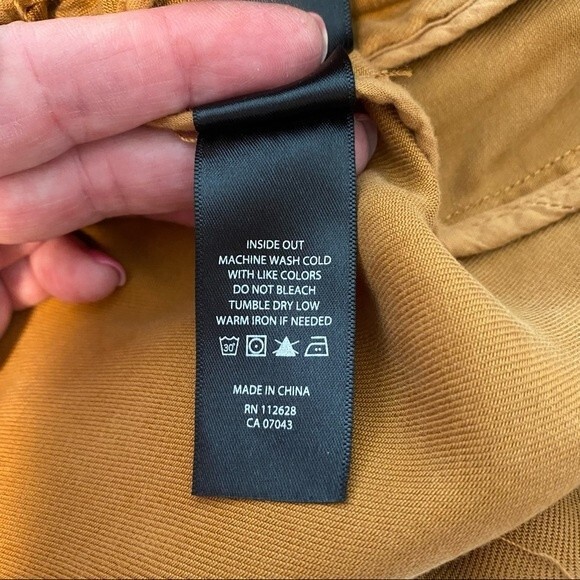 INSIDE OUT
MACHINE WASH COLD
WITH LIKE COLORS
DO NOT BLEACH
TUMBLE DRY LOW
WARM IRON IF NEEDED
30°
MADE IN CHINA
RN 112628
CA 07043